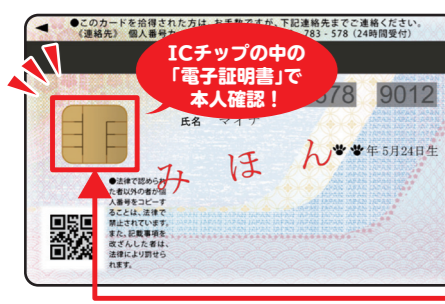 ●このカードを拾得された方は、お手数ですが、下記連絡先までご連絡ください。
《連絡先》 個人番号カ
783 - 578 (24時間受付)
ICチップの中の
「電子証明書」で
本人確認！
678 9012
氏名 マイナ
年 5月24日生
みほん
●法律で認められ
た者以外の者が個
人番号をコピーす
ることは、法律で
禁止されています。
また、記載事項を
改ざんした者は、
法律により罰せら
れます。